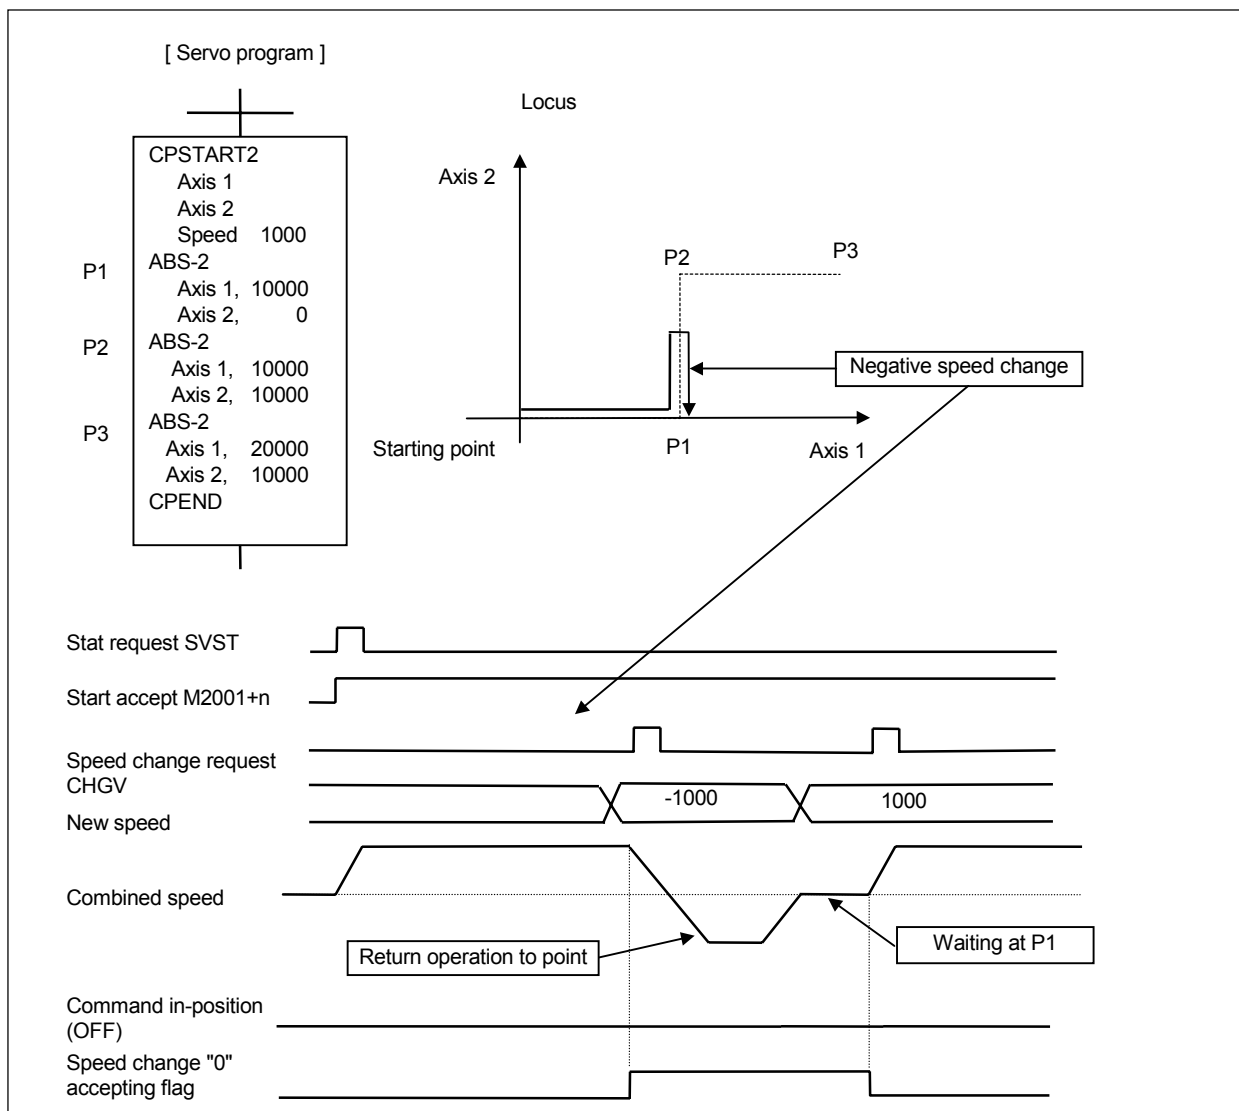 [ Servo program ]
CPSTART2
Axis 1
Axis 2
Speed 1000
P1 ABS-2
Axis 1, 10000
Axis 2, 0
P2 ABS-2
Axis 1, 10000
Axis 2, 10000
P3 ABS-2
Axis 1, 20000
Axis 2, 10000
CPEND
Locus
Axis 2
P2
P3
Negative speed change
Starting point
P1
Axis 1
Stat request SVST
Start accept M2001+n
Speed change request
CHGV
-1000
1000
New speed
Combined speed
Return operation to point
Waiting at P1
Command in-position
(OFF)
Speed change "0"
accepting flag